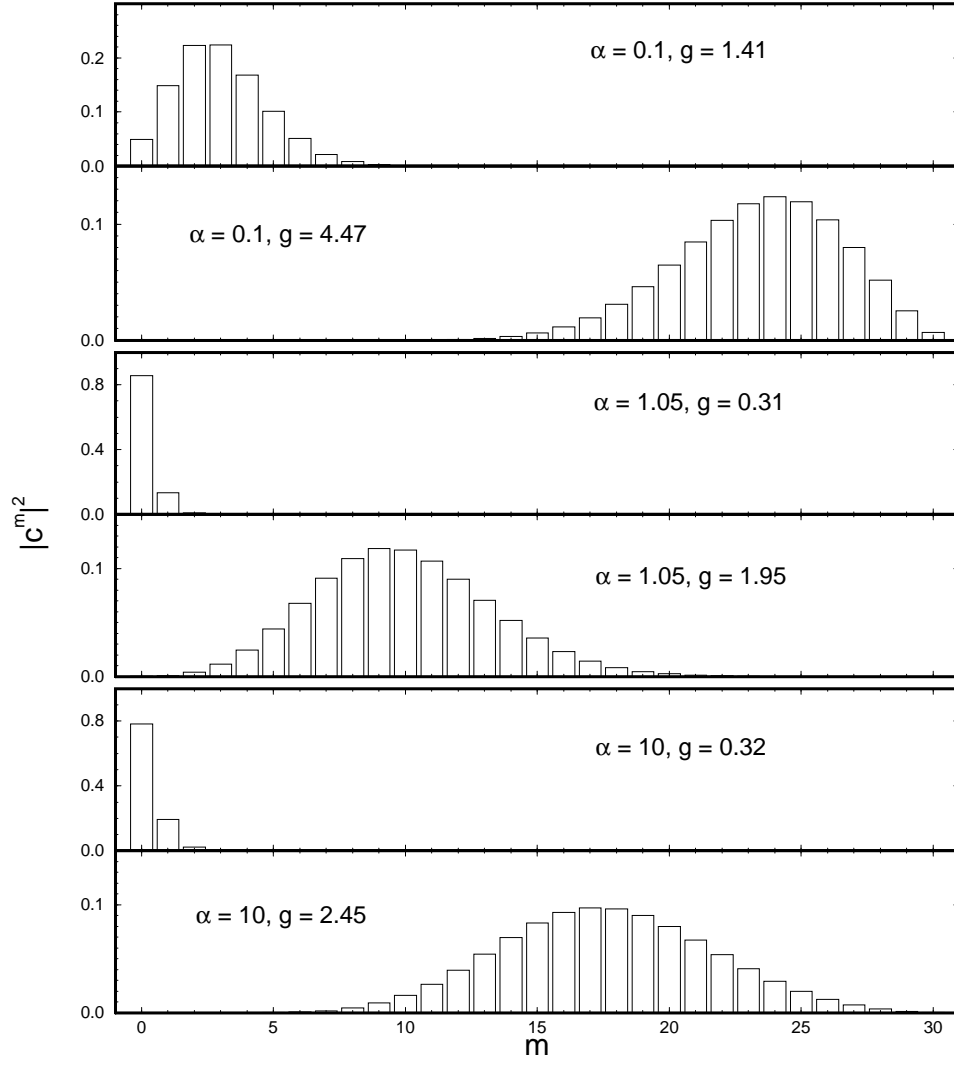 0.2
0.1
0.0
α = 0.1, g = 1.41
0.1
0.0
α = 0.1, g = 4.47
0.8
0.4
0.0
α = 1.05, g = 0.31
|c^m|^2
0.1
0.0
α = 1.05, g = 1.95
0.8
0.4
0.0
α = 10, g = 0.32
0.1
0.0
α = 10, g = 2.45
0 5 10 15 20 25 30
m